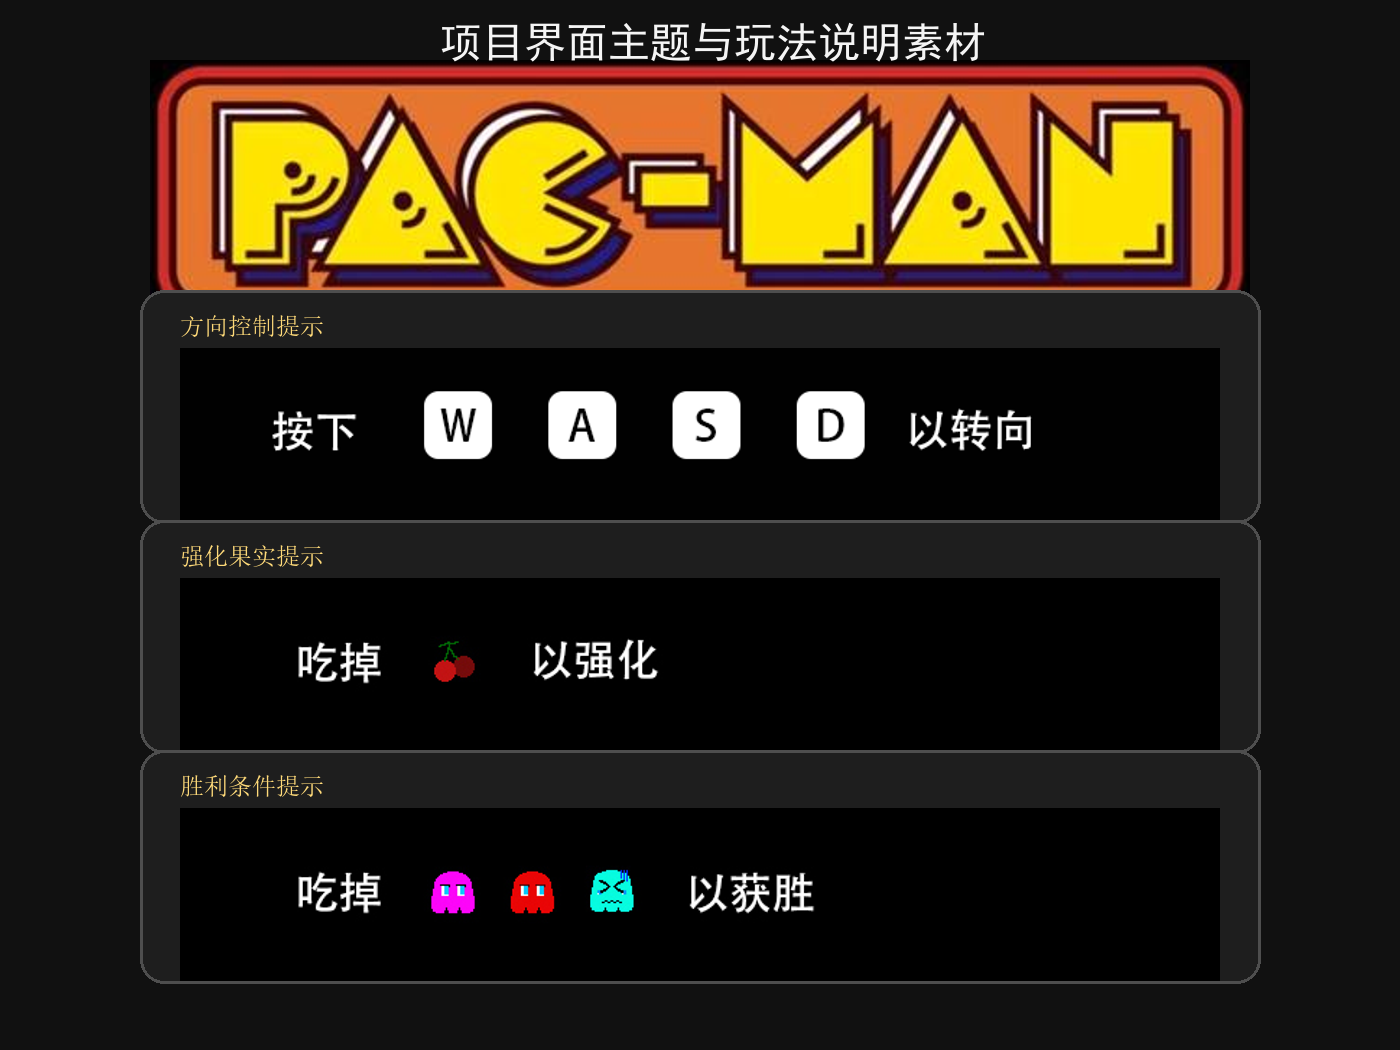 项目界面主题与玩法说明素材
PAC-MAN
方向控制提示
按下 W A S D 以转向
强化果实提示
吃掉 以强化
胜利条件提示
吃掉 以获胜